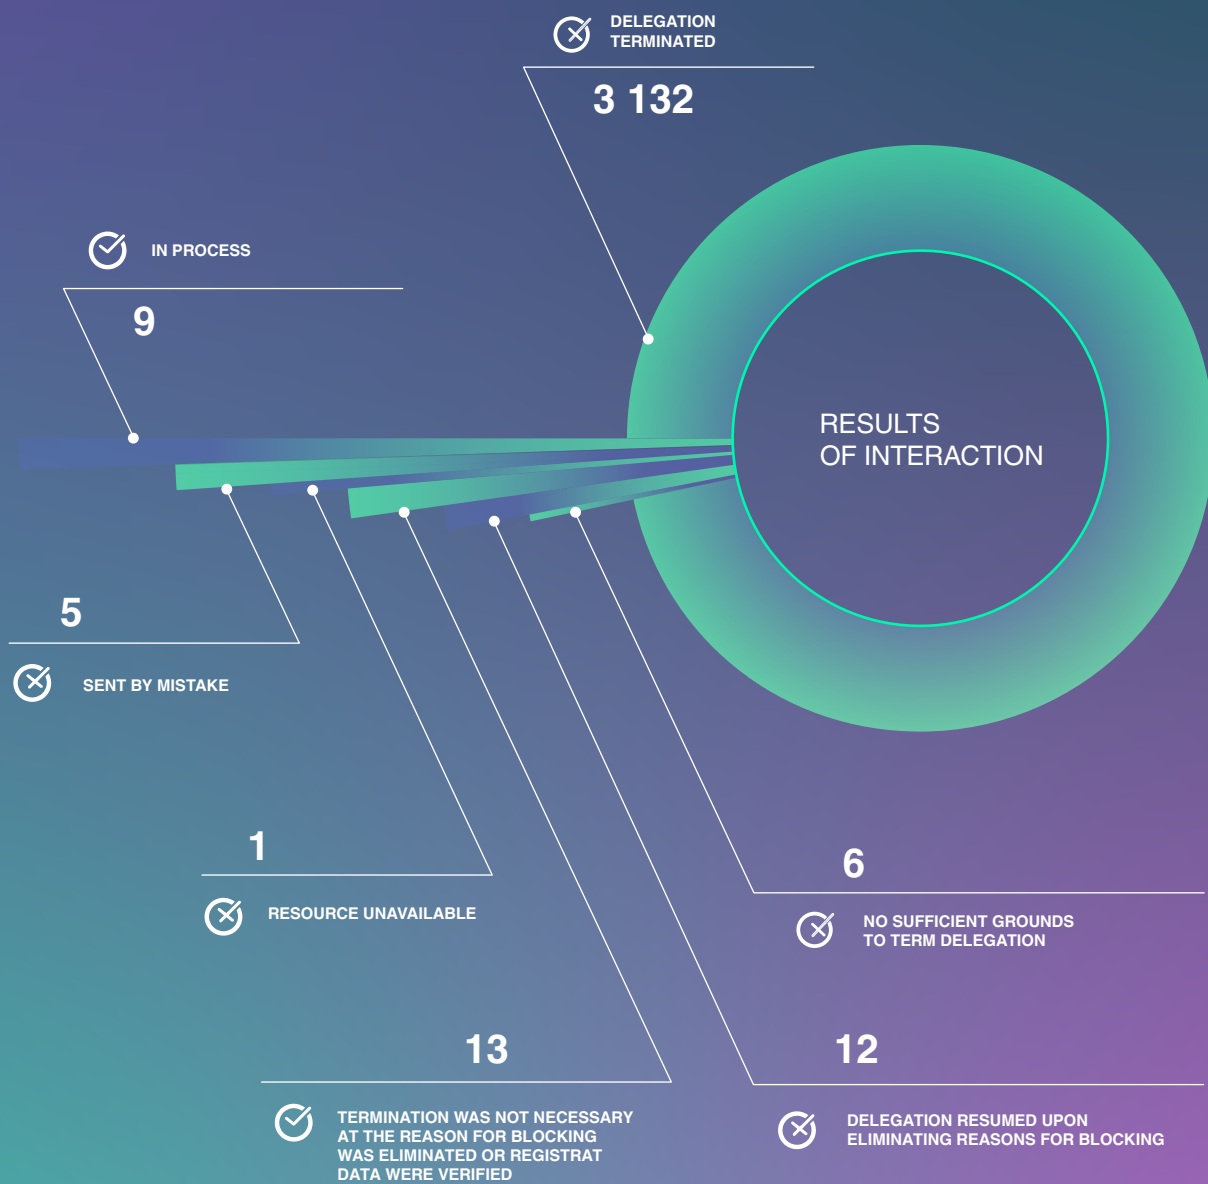 DELEGATION
TERMINATED
3 132
IN PROCESS
9
RESULTS
OF INTERACTION
5
SENT BY MISTAKE
1
RESOURCE UNAVAILABLE
6
NO SUFFICIENT GROUNDS
TO TERM DELEGATION
13
TERMINATION WAS NOT NECESSARY
AT THE REASON FOR BLOCKING
WAS ELIMINATED OR REGISTRAT
DATA WERE VERIFIED
12
DELEGATION RESUMED UPON
ELIMINATING REASONS FOR BLOCKING